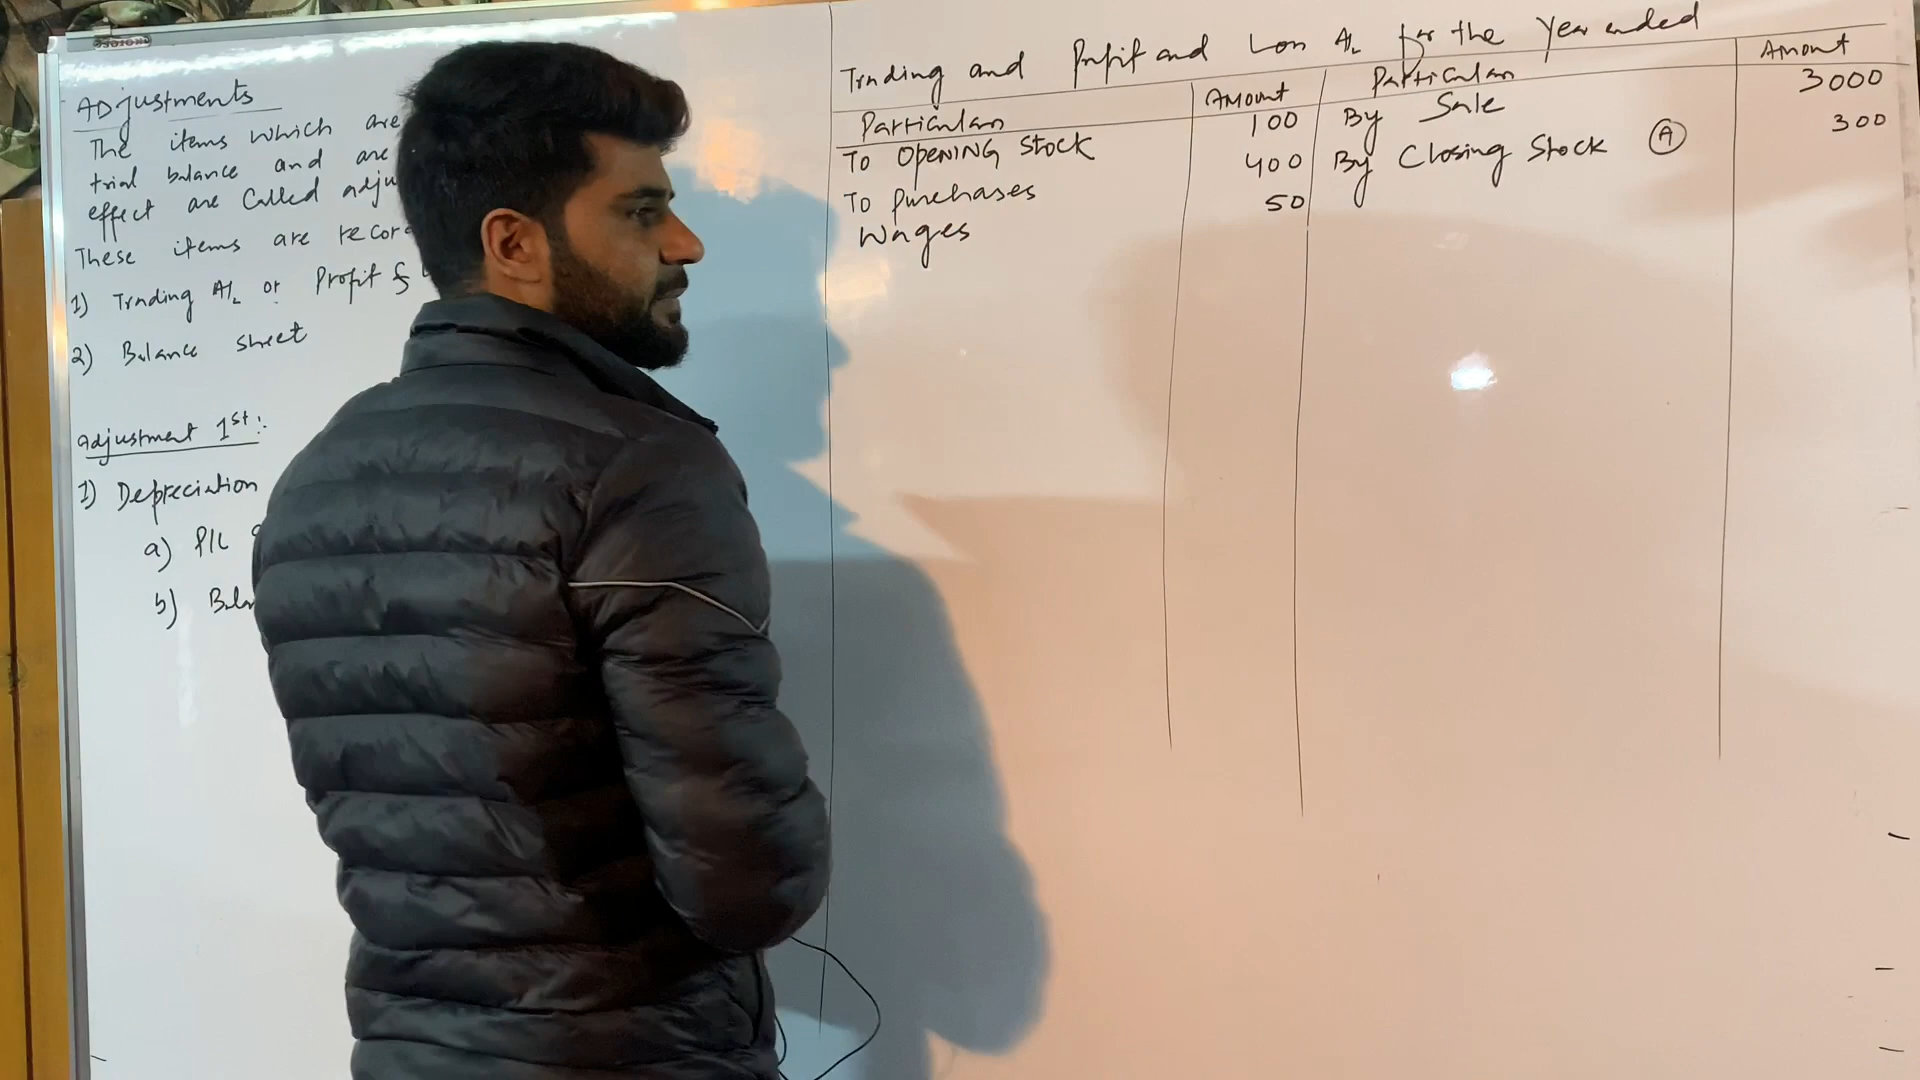 ADjustments
The items which are
trial balance and are
effect are Called adju
These items are recor
1) Trading A/c or Profit &
2) Balance sheet
adjustment 1st:-
1) Depreciation
a) P/L
b) Balan
Trading and Profit and Loss A/c for the Year ended
Particulars Amount Particulars Amount
To OPENING Stock 100 By Sale 3000
To purchases 400 By Closing Stock (A) 300
Wages 50